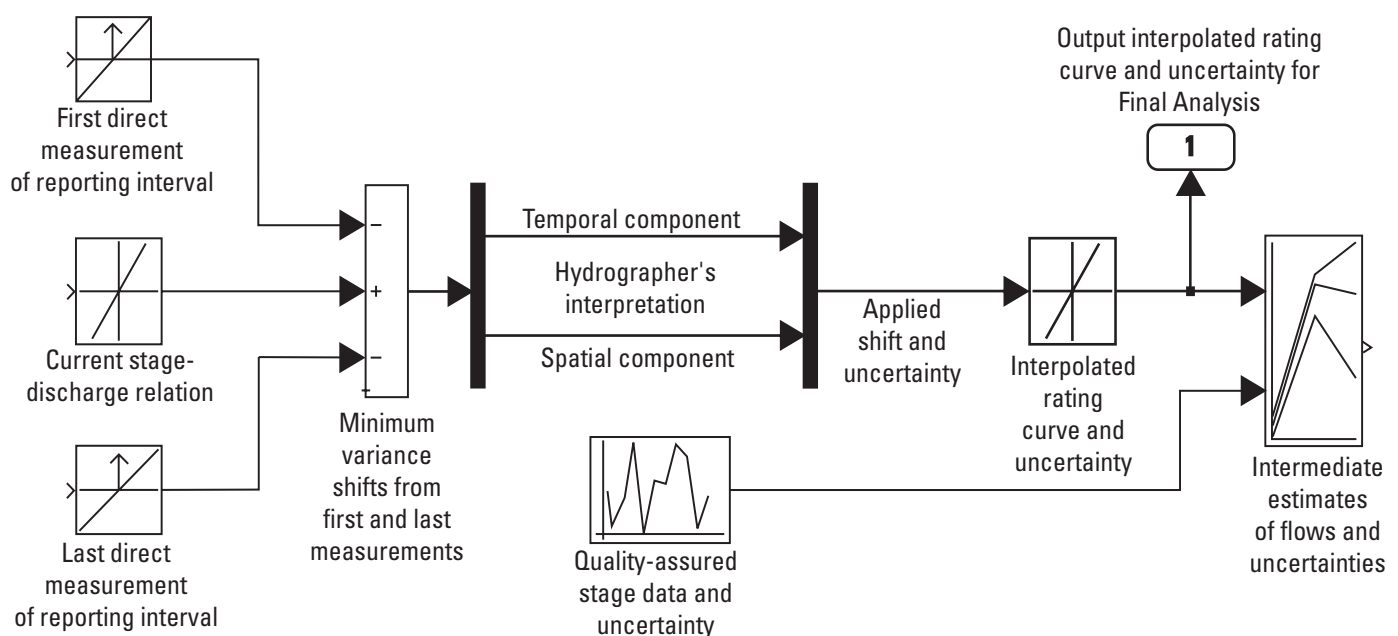 First direct
measurement
of reporting interval
Current stage-
discharge relation
Last direct
measurement
of reporting interval
−
+
−
Minimum
variance
shifts from
first and last
measurements
Temporal component
Hydrographer's
interpretation
Spatial component
Quality-assured
stage data and
uncertainty
Applied
shift and
uncertainty
Interpolated
rating
curve and
uncertainty
Output interpolated rating
curve and uncertainty for
Final Analysis
1
Intermediate
estimates
of flows and
uncertainties